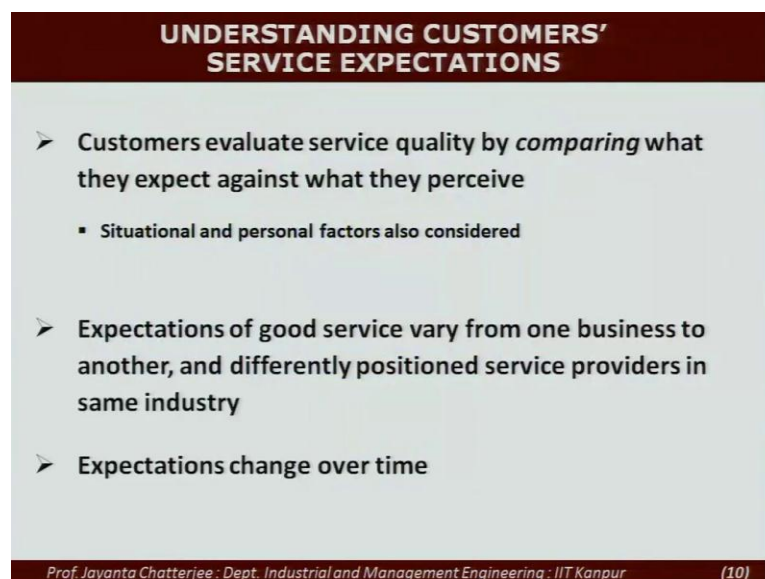 UNDERSTANDING CUSTOMERS’
SERVICE EXPECTATIONS
➢ Customers evaluate service quality by comparing what
they expect against what they perceive
▪ Situational and personal factors also considered
➢ Expectations of good service vary from one business to
another, and differently positioned service providers in
same industry
➢ Expectations change over time
Prof. Jayanta Chatterjee : Dept. Industrial and Management Engineering : IIT Kanpur (10)